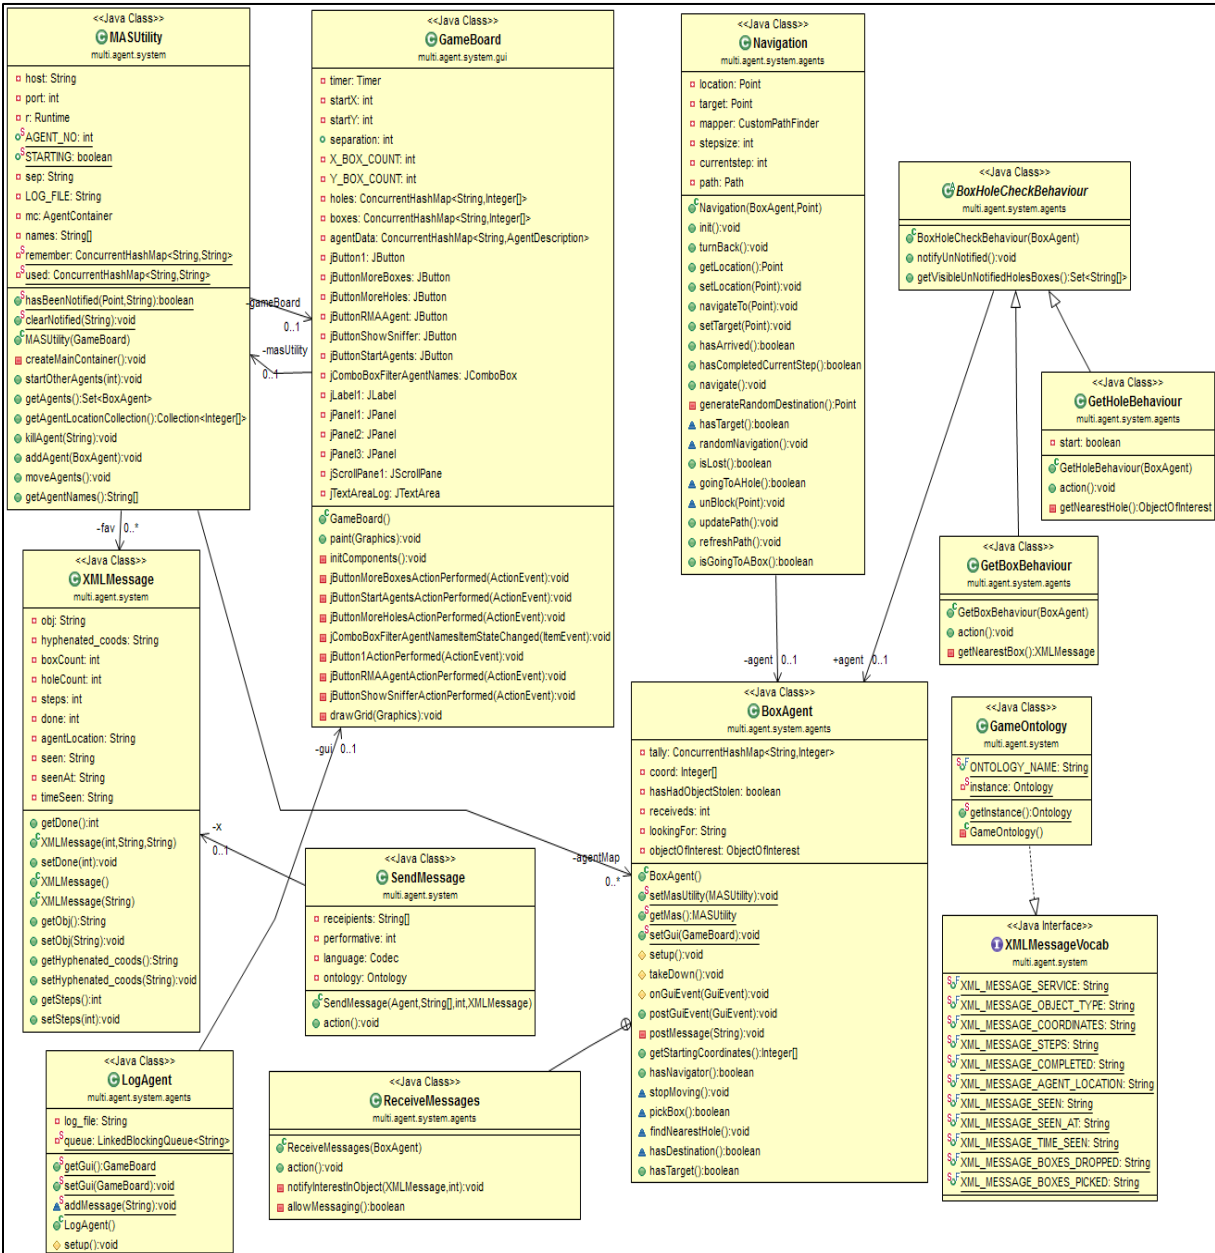 <<Java Class>>
MASUtility
multi.agent.system
host: String
port: int
r: Runtime
AGENT_NO: int
STARTING: boolean
sep: String
LOG_FILE: String
mc: AgentContainer
names: String[]
remember: ConcurrentHashMap<String,String>
used: ConcurrentHashMap<String,String>
hasBeenNotified(Point,String):boolean
clearNotified(String):void
MASUtility(GameBoard)
createMainContainer():void
startOtherAgents(int):void
getAgents():Set<BoxAgent>
getAgentLocationCollection():Collection<Integer[]>
killAgent(String):void
addAgent(BoxAgent):void
moveAgents():void
getAgentNames():String[]
-gameBoard
0..1
-masUtility
0..1
<<Java Class>>
GameBoard
multi.agent.system.gui
timer: Timer
startX: int
startY: int
separation: int
X_BOX_COUNT: int
Y_BOX_COUNT: int
holes: ConcurrentHashMap<String,Integer[]>
boxes: ConcurrentHashMap<String,Integer[]>
agentData: ConcurrentHashMap<String,AgentDescription>
jButton1: JButton
jButtonMoreBoxes: JButton
jButtonMoreHoles: JButton
jButtonRMAAgent: JButton
jButtonShowSniffer: JButton
jButtonStartAgents: JButton
jComboBoxFilterAgentNames: JComboBox
jLabel1: JLabel
jPanel1: JPanel
jPanel2: JPanel
jPanel3: JPanel
jScrollPane1: JScrollPane
jTextAreaLog: JTextArea
GameBoard()
paint(Graphics):void
initComponents():void
jButtonMoreBoxesActionPerformed(ActionEvent):void
jButtonStartAgentsActionPerformed(ActionEvent):void
jButtonMoreHolesActionPerformed(ActionEvent):void
jComboBoxFilterAgentNamesItemStateChanged(ItemEvent):void
jButton1ActionPerformed(ActionEvent):void
jButtonRMAAgentActionPerformed(ActionEvent):void
jButtonShowSnifferActionPerformed(ActionEvent):void
drawGrid(Graphics):void
<<Java Class>>
Navigation
multi.agent.system.agents
location: Point
target: Point
mapper: CustomPathFinder
stepsize: int
currentstep: int
path: Path
Navigation(BoxAgent,Point)
init():void
turnBack():void
getLocation():Point
setLocation(Point):void
navigateTo(Point):void
setTarget(Point):void
hasArrived():boolean
hasCompletedCurrentStep():boolean
navigate():void
generateRandomDestination():Point
hasTarget():boolean
randomNavigation():void
isLost():boolean
goingToAHole():boolean
unBlock(Point):void
updatePath():void
refreshPath():void
isGoingToABox():boolean
<<Java Class>>
BoxHoleCheckBehaviour
multi.agent.system.agents
BoxHoleCheckBehaviour(BoxAgent)
notifyUnNotified():void
getVisibleUnNotifiedHolesBoxes():Set<String[]>
<<Java Class>>
GetHoleBehaviour
multi.agent.system.agents
start: boolean
GetHoleBehaviour(BoxAgent)
action():void
getNearestHole():ObjectOfInterest
<<Java Class>>
GetBoxBehaviour
multi.agent.system.agents
GetBoxBehaviour(BoxAgent)
action():void
getNearestBox():XMLMessage
-fav 0..*
<<Java Class>>
XMLMessage
multi.agent.system
obj: String
hyphenated_coods: String
boxCount: int
holeCount: int
steps: int
done: int
agentLocation: String
seen: String
seenAt: String
timeSeen: String
getDone():int
XMLMessage(int,String,String)
setDone(int):void
XMLMessage()
XMLMessage(String)
getObj():String
setObj(String):void
getHyphenated_coods():String
setHyphenated_coods(String):void
getSteps():int
setSteps(int):void
-gui 0..1
-x
0..1
<<Java Class>>
SendMessage
multi.agent.system
receipients: String[]
performative: int
language: Codec
ontology: Ontology
SendMessage(Agent,String[],int,XMLMessage)
action():void
-agent 0..1
+agent 0..1
-agentMap
0..*
<<Java Class>>
BoxAgent
multi.agent.system.agents
tally: ConcurrentHashMap<String,Integer>
coord: Integer[]
hasHadObjectStolen: boolean
receiveds: int
lookingFor: String
objectOfInterest: ObjectOfInterest
BoxAgent()
setMasUtility(MASUtility):void
getMas():MASUtility
setGui(GameBoard):void
setup():void
takeDown():void
onGuiEvent(GuiEvent):void
postGuiEvent(GuiEvent):void
postMessage(String):void
getStartingCoordinates():Integer[]
hasNavigator():boolean
stopMoving():void
pickBox():boolean
findNearestHole():void
hasDestination():boolean
hasTarget():boolean
<<Java Class>>
GameOntology
multi.agent.system
ONTOLOGY_NAME: String
instance: Ontology
getInstance():Ontology
GameOntology()
<<Java Interface>>
XMLMessageVocab
multi.agent.system
XML_MESSAGE_SERVICE: String
XML_MESSAGE_OBJECT_TYPE: String
XML_MESSAGE_COORDINATES: String
XML_MESSAGE_STEPS: String
XML_MESSAGE_COMPLETED: String
XML_MESSAGE_AGENT_LOCATION: String
XML_MESSAGE_SEEN: String
XML_MESSAGE_SEEN_AT: String
XML_MESSAGE_TIME_SEEN: String
XML_MESSAGE_BOXES_DROPPED: String
XML_MESSAGE_BOXES_PICKED: String
<<Java Class>>
LogAgent
multi.agent.system.agents
log_file: String
queue: LinkedBlockingQueue<String>
getGui():GameBoard
setGui(GameBoard):void
addMessage(String):void
LogAgent()
setup():void
<<Java Class>>
ReceiveMessages
multi.agent.system.agents
ReceiveMessages(BoxAgent)
action():void
notifyInterestInObject(XMLMessage,int):void
allowMessaging():boolean